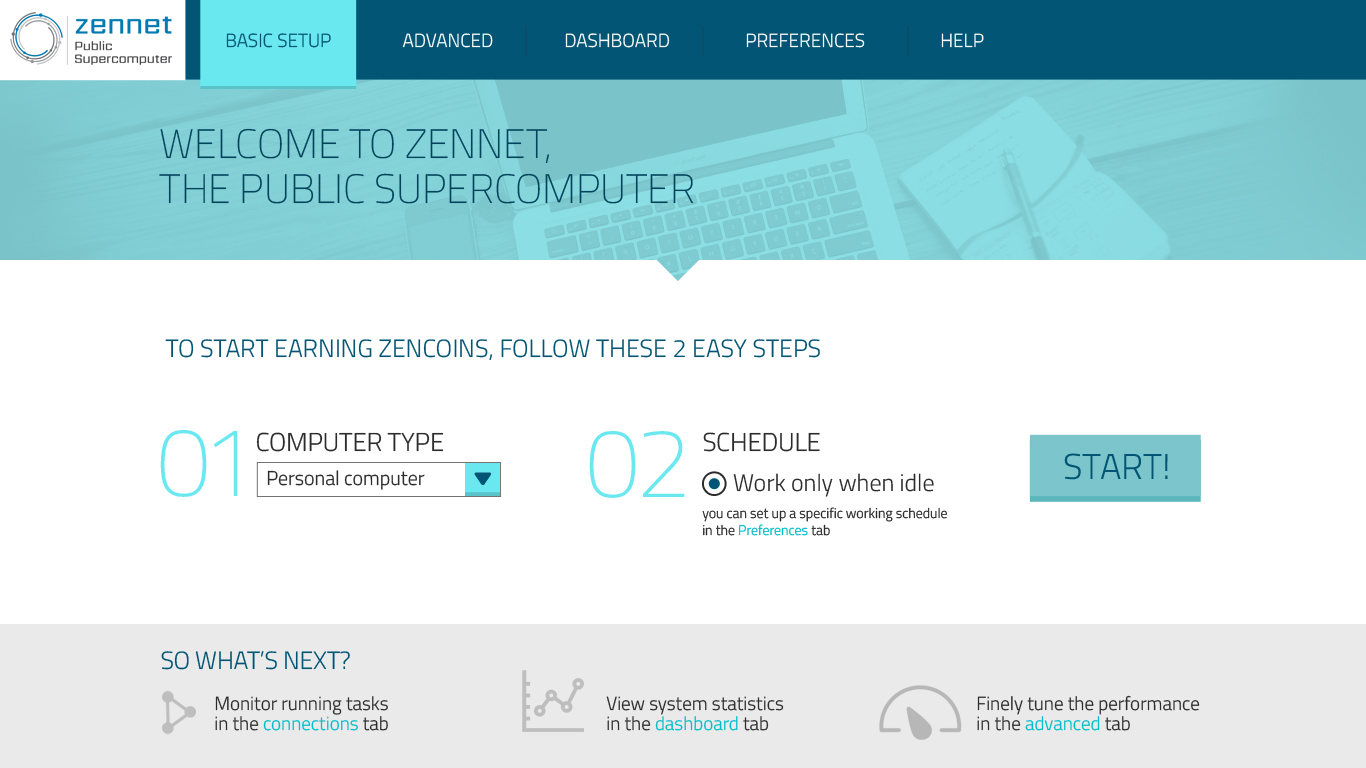 zennet
Public
Supercomputer
BASIC SETUP
ADVANCED
DASHBOARD
PREFERENCES
HELP
WELCOME TO ZENNET,
THE PUBLIC SUPERCOMPUTER
TO START EARNING ZENCOINS, FOLLOW THESE 2 EASY STEPS
01
COMPUTER TYPE
Personal computer
02
SCHEDULE
Work only when idle
you can set up a specific working schedule
in the Preferences tab
START!
SO WHAT'S NEXT?
Monitor running tasks
in the connections tab
View system statistics
in the dashboard tab
Finely tune the performance
in the advanced tab